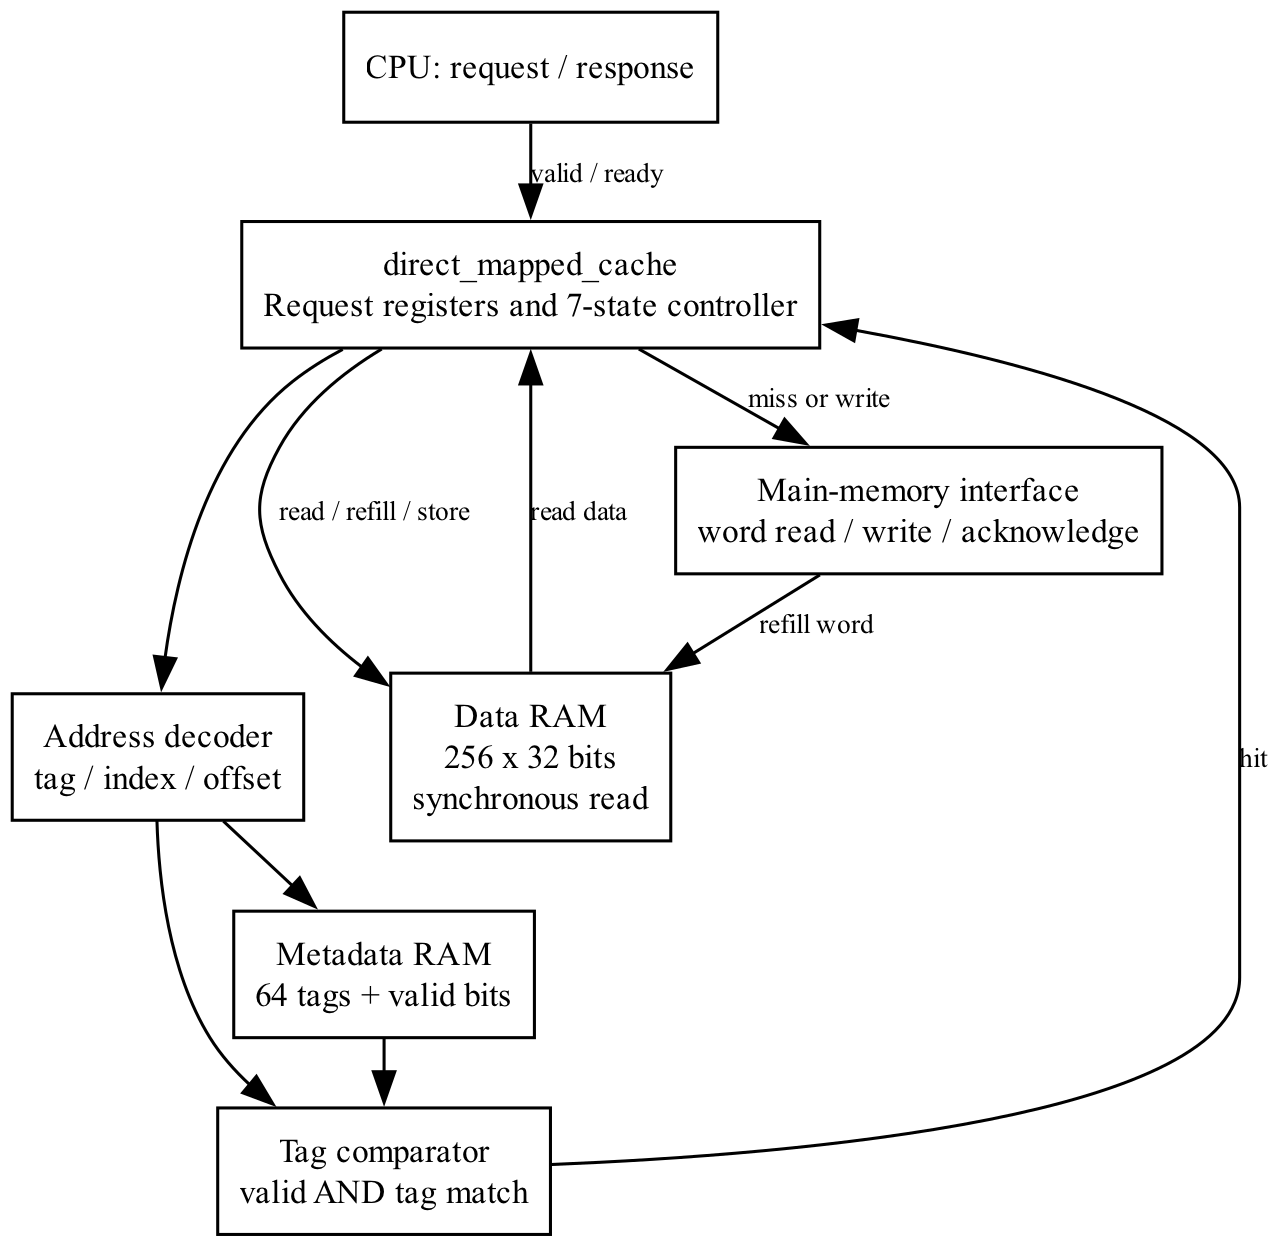 CPU: request / response
valid / ready
direct_mapped_cache
Request registers and 7-state controller
miss or write
Main-memory interface
word read / write / acknowledge
read / refill / store
read data
refill word
Address decoder
tag / index / offset
Data RAM
256 x 32 bits
synchronous read
hit
Metadata RAM
64 tags + valid bits
Tag comparator
valid AND tag match